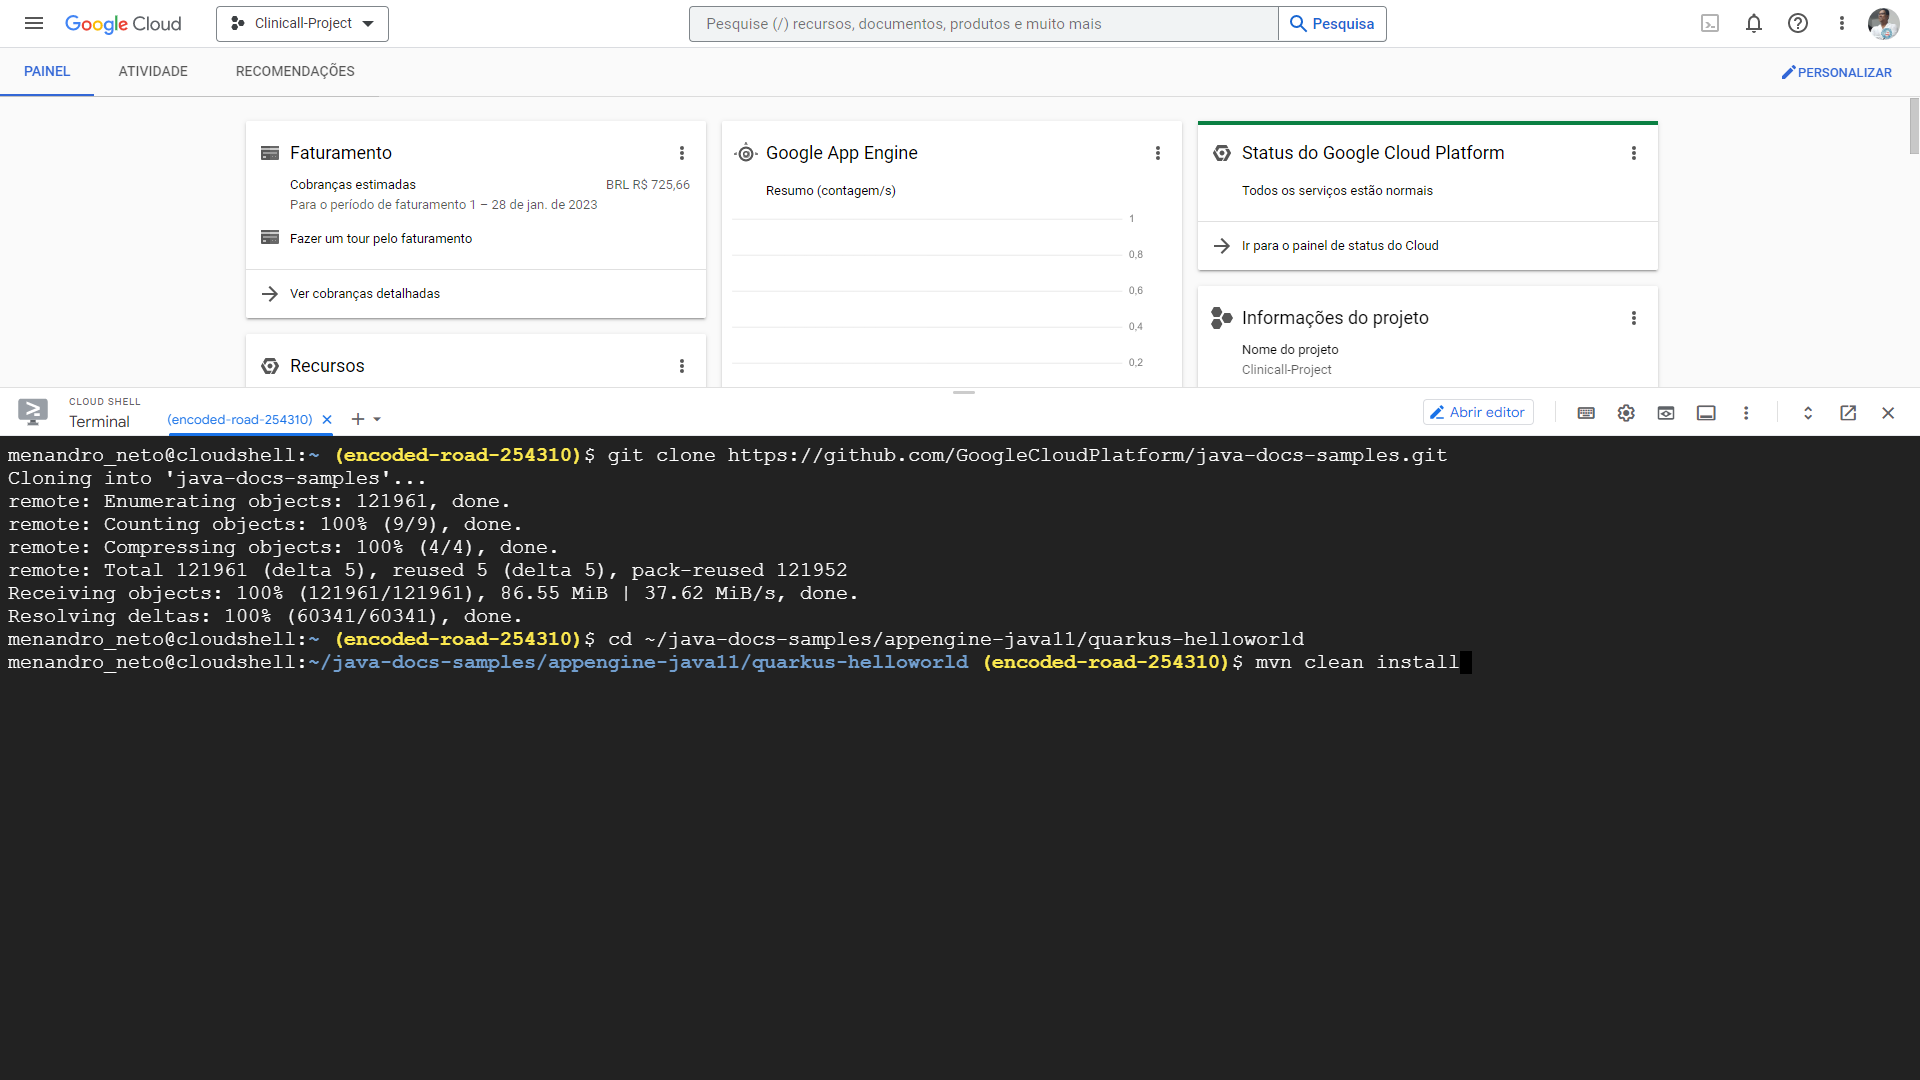 Google Cloud
Clinicall-Project
Pesquise (/) recursos, documentos, produtos e muito mais
Pesquisa
PAINEL
ATIVIDADE
RECOMENDAÇÕES
PERSONALIZAR
Faturamento
Cobranças estimadas
BRL R$ 725,66
Para o período de faturamento 1 – 28 de jan. de 2023
Fazer um tour pelo faturamento
Ver cobranças detalhadas
Recursos
Google App Engine
Resumo (contagem/s)
1
0,8
0,6
0,4
0,2
Status do Google Cloud Platform
Todos os serviços estão normais
Ir para o painel de status do Cloud
Informações do projeto
Nome do projeto
Clinicall-Project
CLOUD SHELL
Terminal
(encoded-road-254310)
Abrir editor
menandro_neto@cloudshell:~ (encoded-road-254310)$ git clone https://github.com/GoogleCloudPlatform/java-docs-samples.git
Cloning into 'java-docs-samples'...
remote: Enumerating objects: 121961, done.
remote: Counting objects: 100% (9/9), done.
remote: Compressing objects: 100% (4/4), done.
remote: Total 121961 (delta 5), reused 5 (delta 5), pack-reused 121952
Receiving objects: 100% (121961/121961), 86.55 MiB | 37.62 MiB/s, done.
Resolving deltas: 100% (60341/60341), done.
menandro_neto@cloudshell:~ (encoded-road-254310)$ cd ~/java-docs-samples/appengine-java11/quarkus-helloworld
menandro_neto@cloudshell:~/java-docs-samples/appengine-java11/quarkus-helloworld (encoded-road-254310)$ mvn clean install